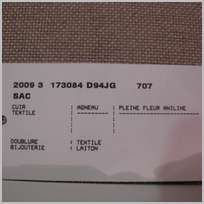 2009 3 173084 D94JG 707
SAC
CUIR : AGNEAU : PLEINE FLEUR ANILINE
TEXTILE : :
DOUBLURE : TEXTILE
BIJOUTERIE : LAITON